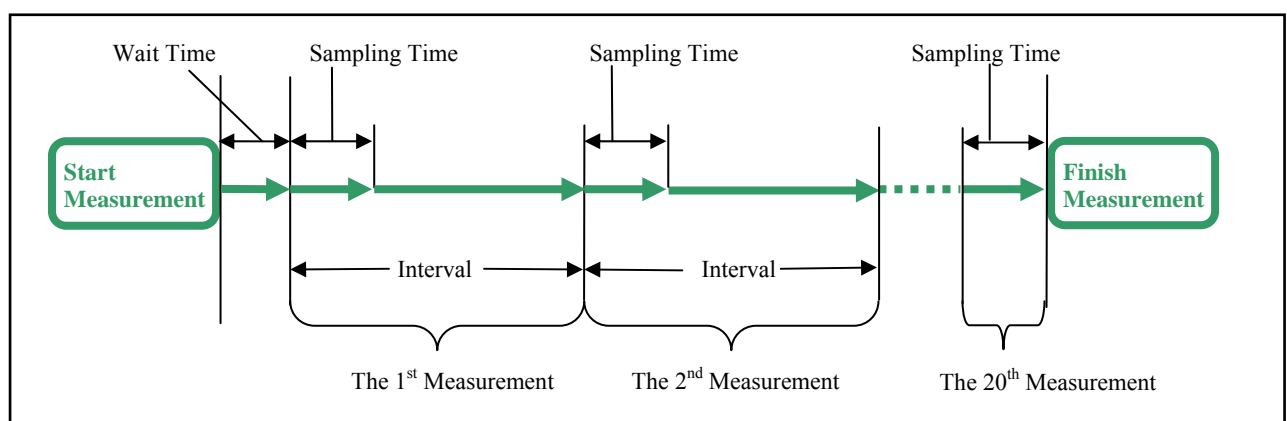 Wait Time Sampling Time Sampling Time Sampling Time
Start
Measurement
Finish
Measurement
Interval Interval
The 1st Measurement The 2nd Measurement The 20th Measurement